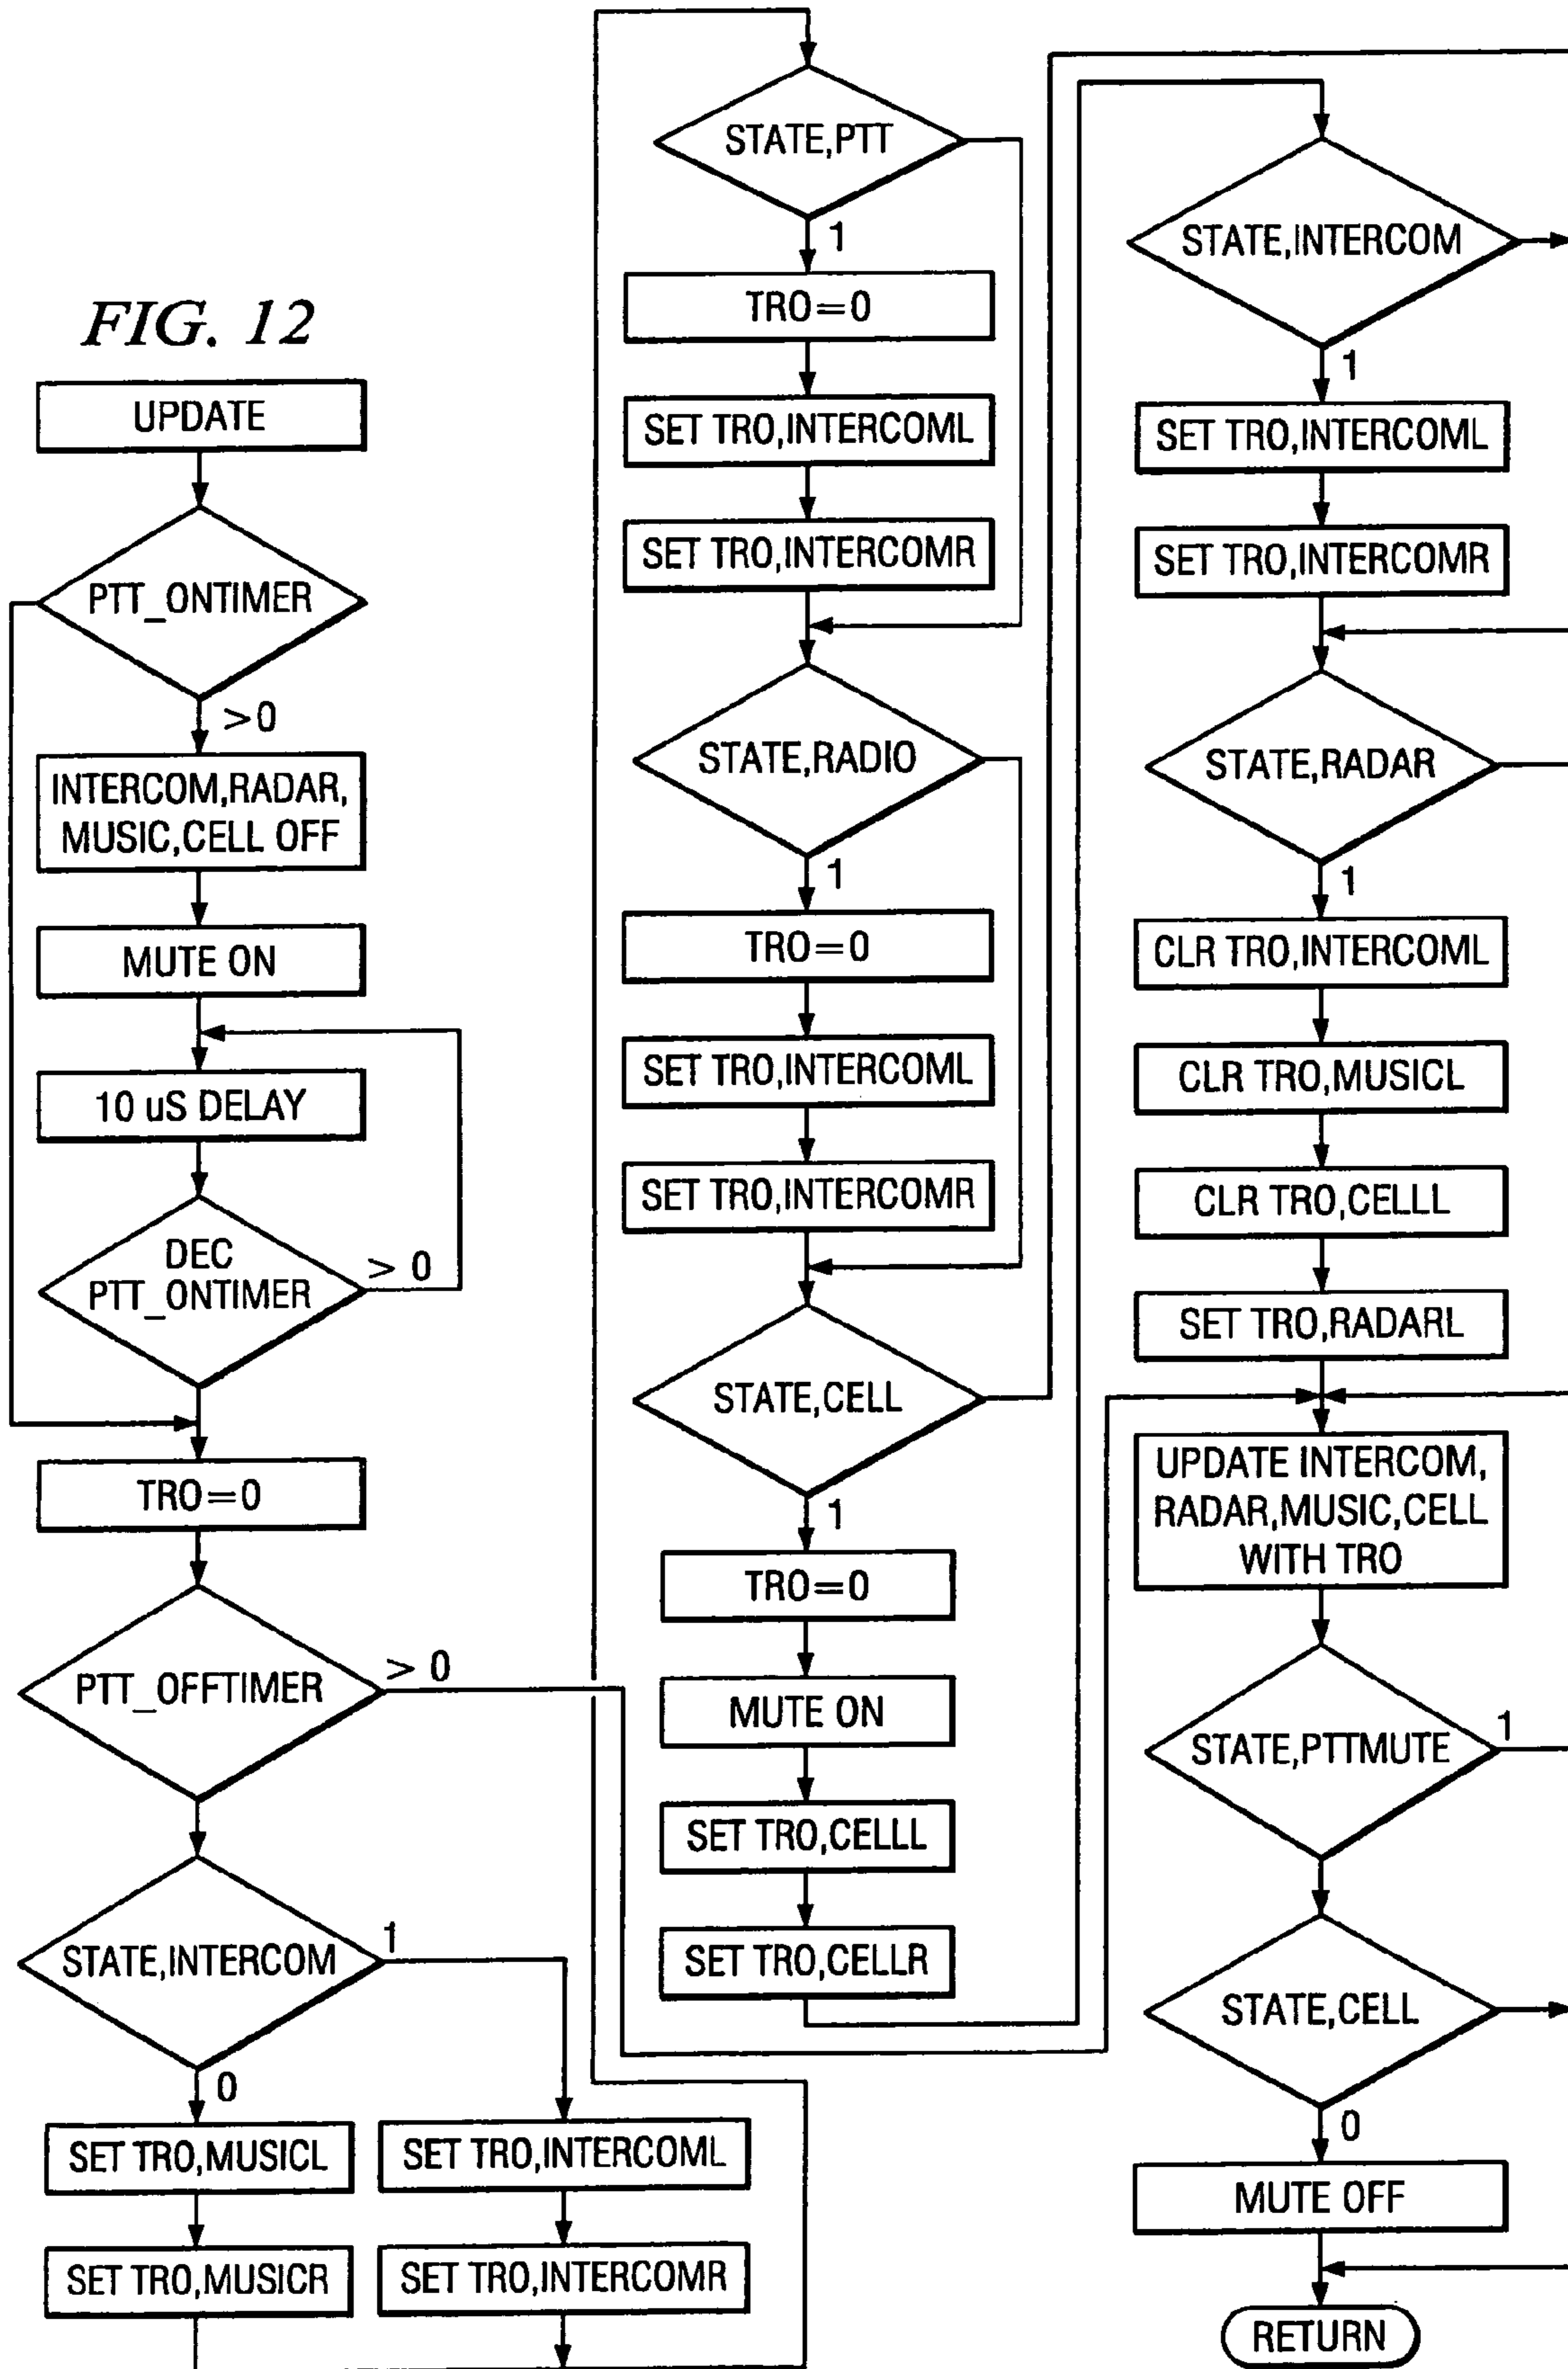 FIG. 12
UPDATE
PTT_ONTIMER
>0
INTERCOM,RADAR,
MUSIC,CELL OFF
MUTE ON
10 uS DELAY
DEC
PTT_ONTIMER
> 0
TRO=0
PTT_OFFTIMER
> 0
STATE,INTERCOM
1
0
SET TRO,MUSICL
SET TRO,MUSICR
SET TRO,INTERCOML
SET TRO,INTERCOMR
STATE,PTT
1
TRO=0
SET TRO,INTERCOML
SET TRO,INTERCOMR
STATE,RADIO
1
TRO=0
SET TRO,INTERCOML
SET TRO,INTERCOMR
STATE,CELL
1
TRO=0
MUTE ON
SET TRO,CELLL
SET TRO,CELLR
STATE,INTERCOM
1
SET TRO,INTERCOML
SET TRO,INTERCOMR
STATE,RADAR
1
CLR TRO,INTERCOML
CLR TRO,MUSICL
CLR TRO,CELLL
SET TRO,RADARL
UPDATE INTERCOM,
RADAR,MUSIC,CELL
WITH TRO
STATE,PTTMUTE
1
STATE,CELL
0
MUTE OFF
RETURN